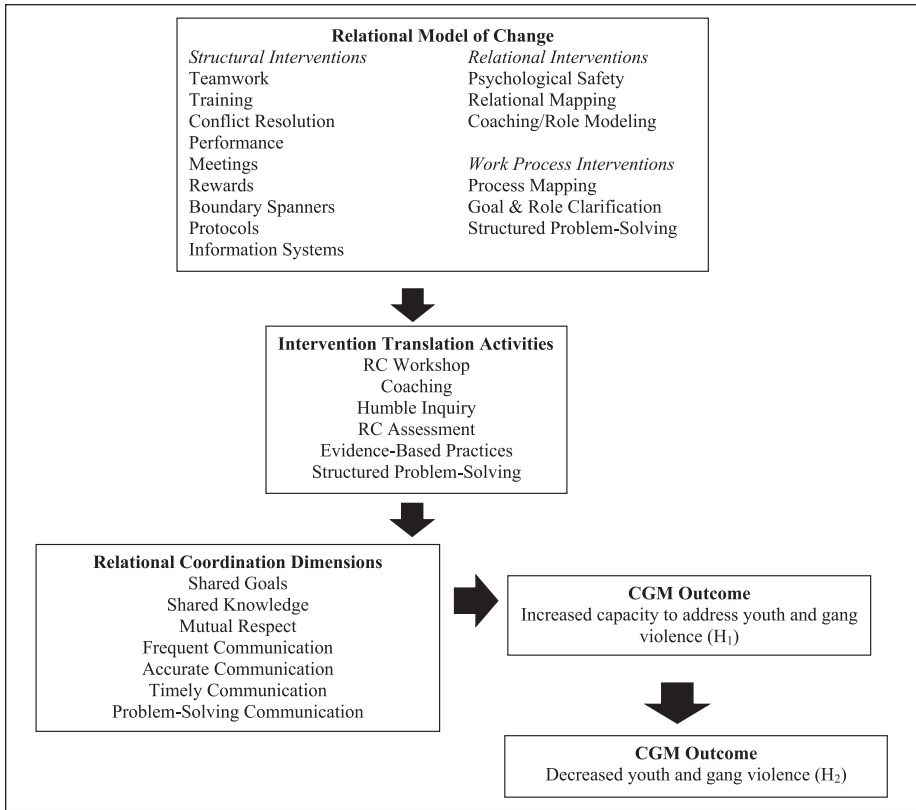 Relational Model of Change
Structural Interventions
Teamwork
Training
Conflict Resolution
Performance
Meetings
Rewards
Boundary Spanners
Protocols
Information Systems
Relational Interventions
Psychological Safety
Relational Mapping
Coaching/Role Modeling
Work Process Interventions
Process Mapping
Goal & Role Clarification
Structured Problem-Solving
Intervention Translation Activities
RC Workshop
Coaching
Humble Inquiry
RC Assessment
Evidence-Based Practices
Structured Problem-Solving
Relational Coordination Dimensions
Shared Goals
Shared Knowledge
Mutual Respect
Frequent Communication
Accurate Communication
Timely Communication
Problem-Solving Communication
CGM Outcome
Increased capacity to address youth and gang
violence (H₁)
CGM Outcome
Decreased youth and gang violence (H₂)